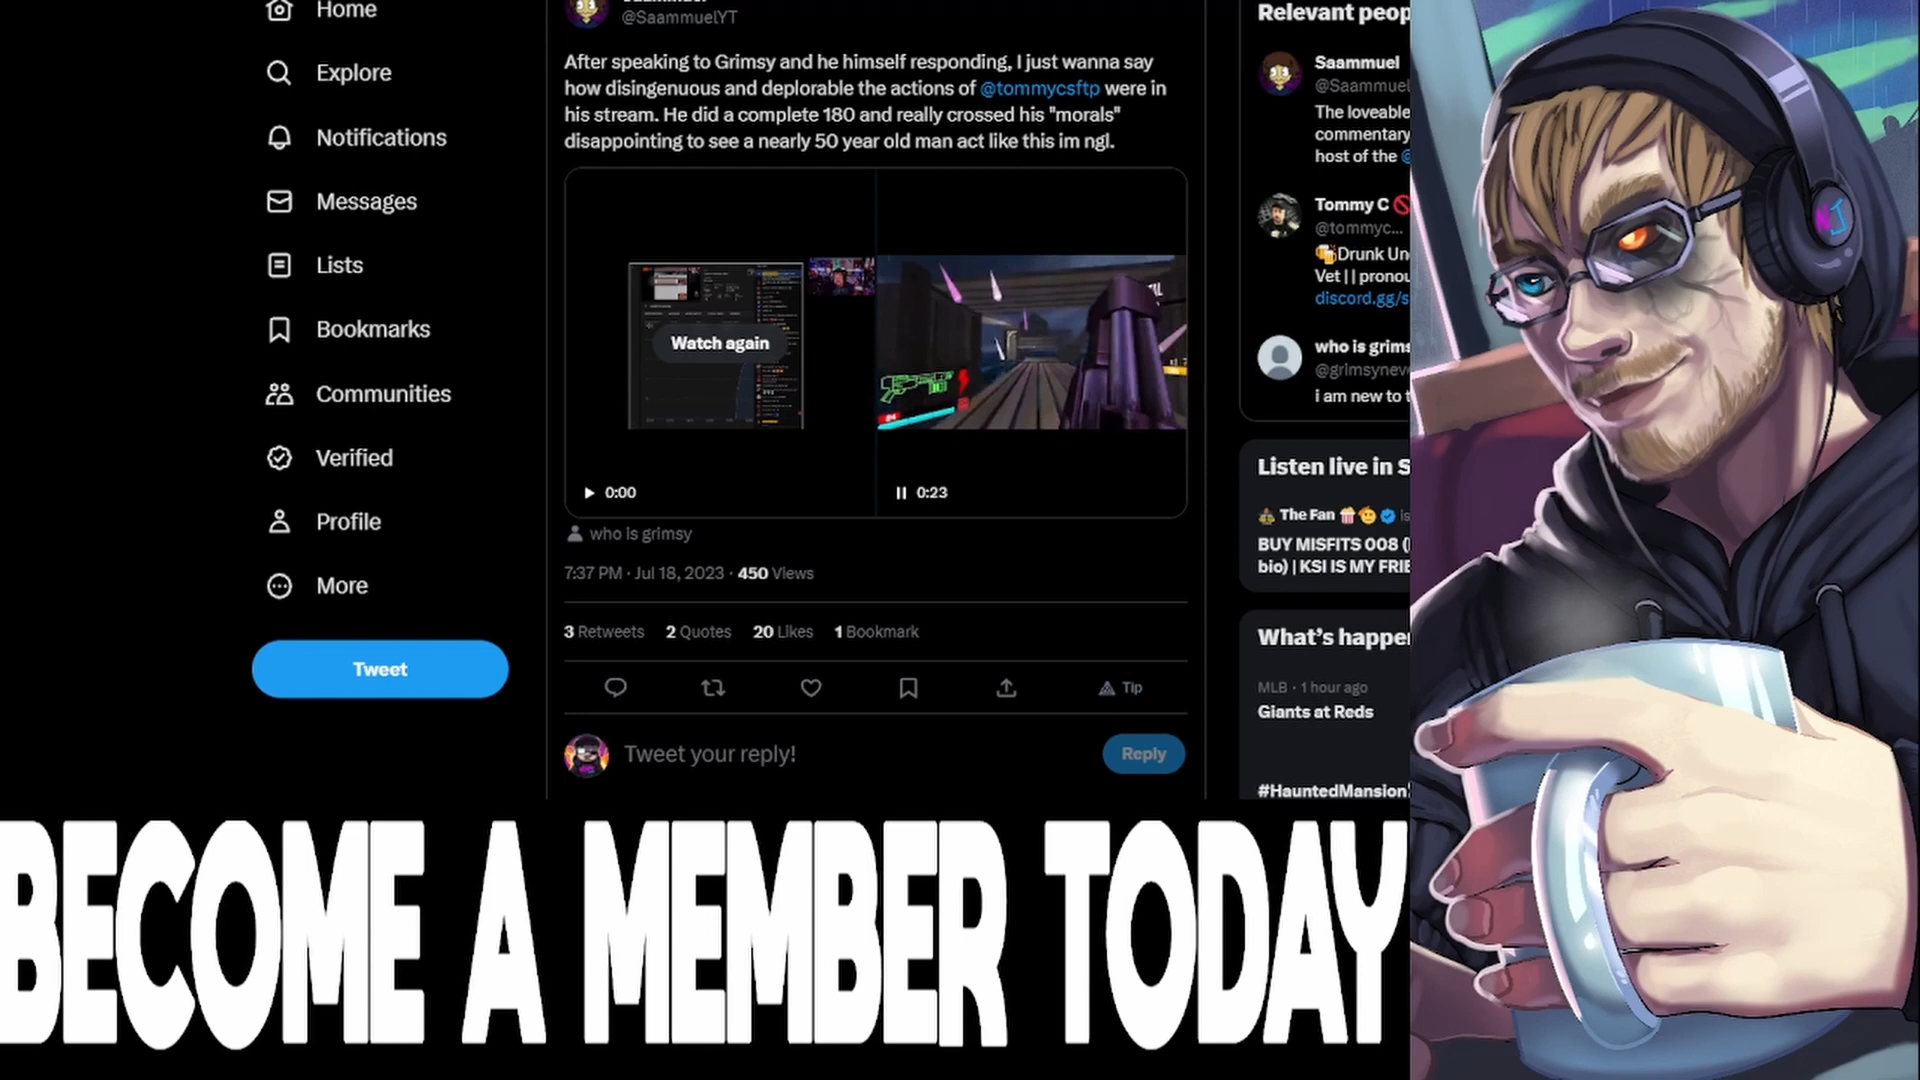 Home
Explore
Notifications
Messages
Lists
Bookmarks
Communities
Verified
Profile
More
Tweet
@SaammuelYT
After speaking to Grimsy and he himself responding, I just wanna say
how disingenuous and deplorable the actions of @tommycsftp were in
his stream. He did a complete 180 and really crossed his "morals"
disappointing to see a nearly 50 year old man act like this im ngl.
Watch again
0:00
0:23
who is grimsy
7:37 PM · Jul 18, 2023 · 450 Views
3 Retweets 2 Quotes 20 Likes 1 Bookmark
Tip
Tweet your reply!
Reply
Relevant peop
Saammuel
@Saammuel
The loveable
commentary
host of the @
Tommy C
@tommyc...
Drunk Un
Vet || pronou
discord.gg/s
who is grims
@grimsyneve
i am new to t
Listen live in S
The Fan is
BUY MISFITS 008 (
bio) | KSI IS MY FRIE
What's happe
MLB · 1 hour ago
Giants at Reds
#HauntedMansion
BECOME A MEMBER TODAY